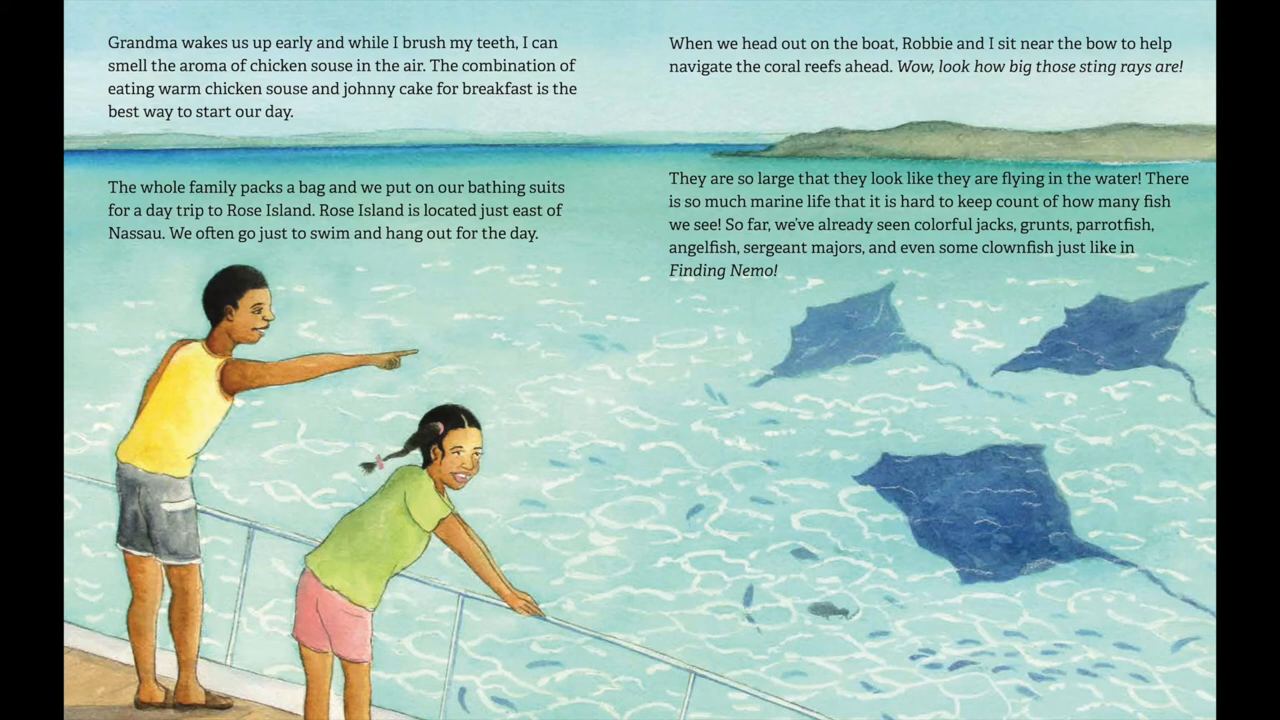 Grandma wakes us up early and while I brush my teeth, I can
smell the aroma of chicken souse in the air. The combination of
eating warm chicken souse and johnny cake for breakfast is the
best way to start our day.
The whole family packs a bag and we put on our bathing suits
for a day trip to Rose Island. Rose Island is located just east of
Nassau. We often go just to swim and hang out for the day.
When we head out on the boat, Robbie and I sit near the bow to help
navigate the coral reefs ahead. Wow, look how big those sting rays are!
They are so large that they look like they are flying in the water! There
is so much marine life that it is hard to keep count of how many fish
we see! So far, we've already seen colorful jacks, grunts, parrotfish,
angelfish, sergeant majors, and even some clownfish just like in
Finding Nemo!